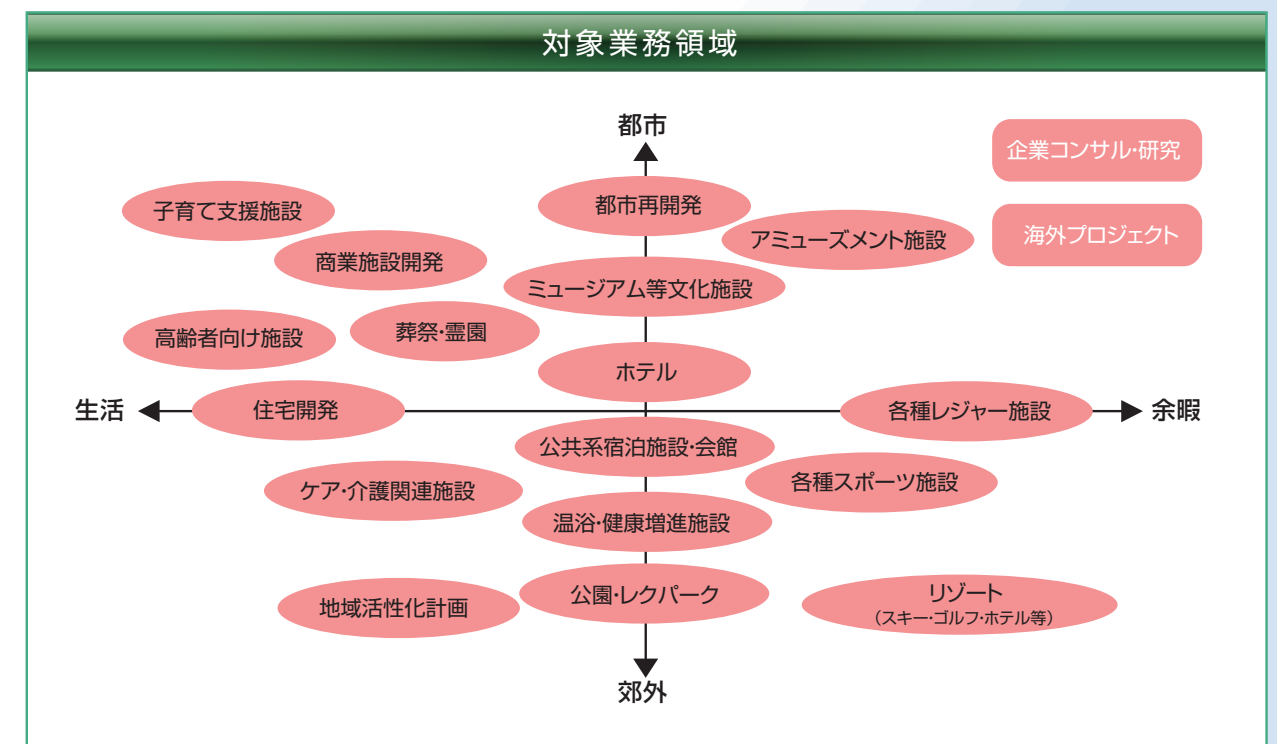 対象業務領域
都市
企業コンサル・研究
子育て支援施設
都市再開発
アミューズメント施設
海外プロジェクト
商業施設開発
ミュージアム等文化施設
高齢者向け施設
葬祭・霊園
ホテル
生活
住宅開発
各種レジャー施設
余暇
公共系宿泊施設・会館
ケア・介護関連施設
各種スポーツ施設
温浴・健康増進施設
地域活性化計画
公園・レクパーク
リゾート
（スキー・ゴルフ・ホテル等）
郊外